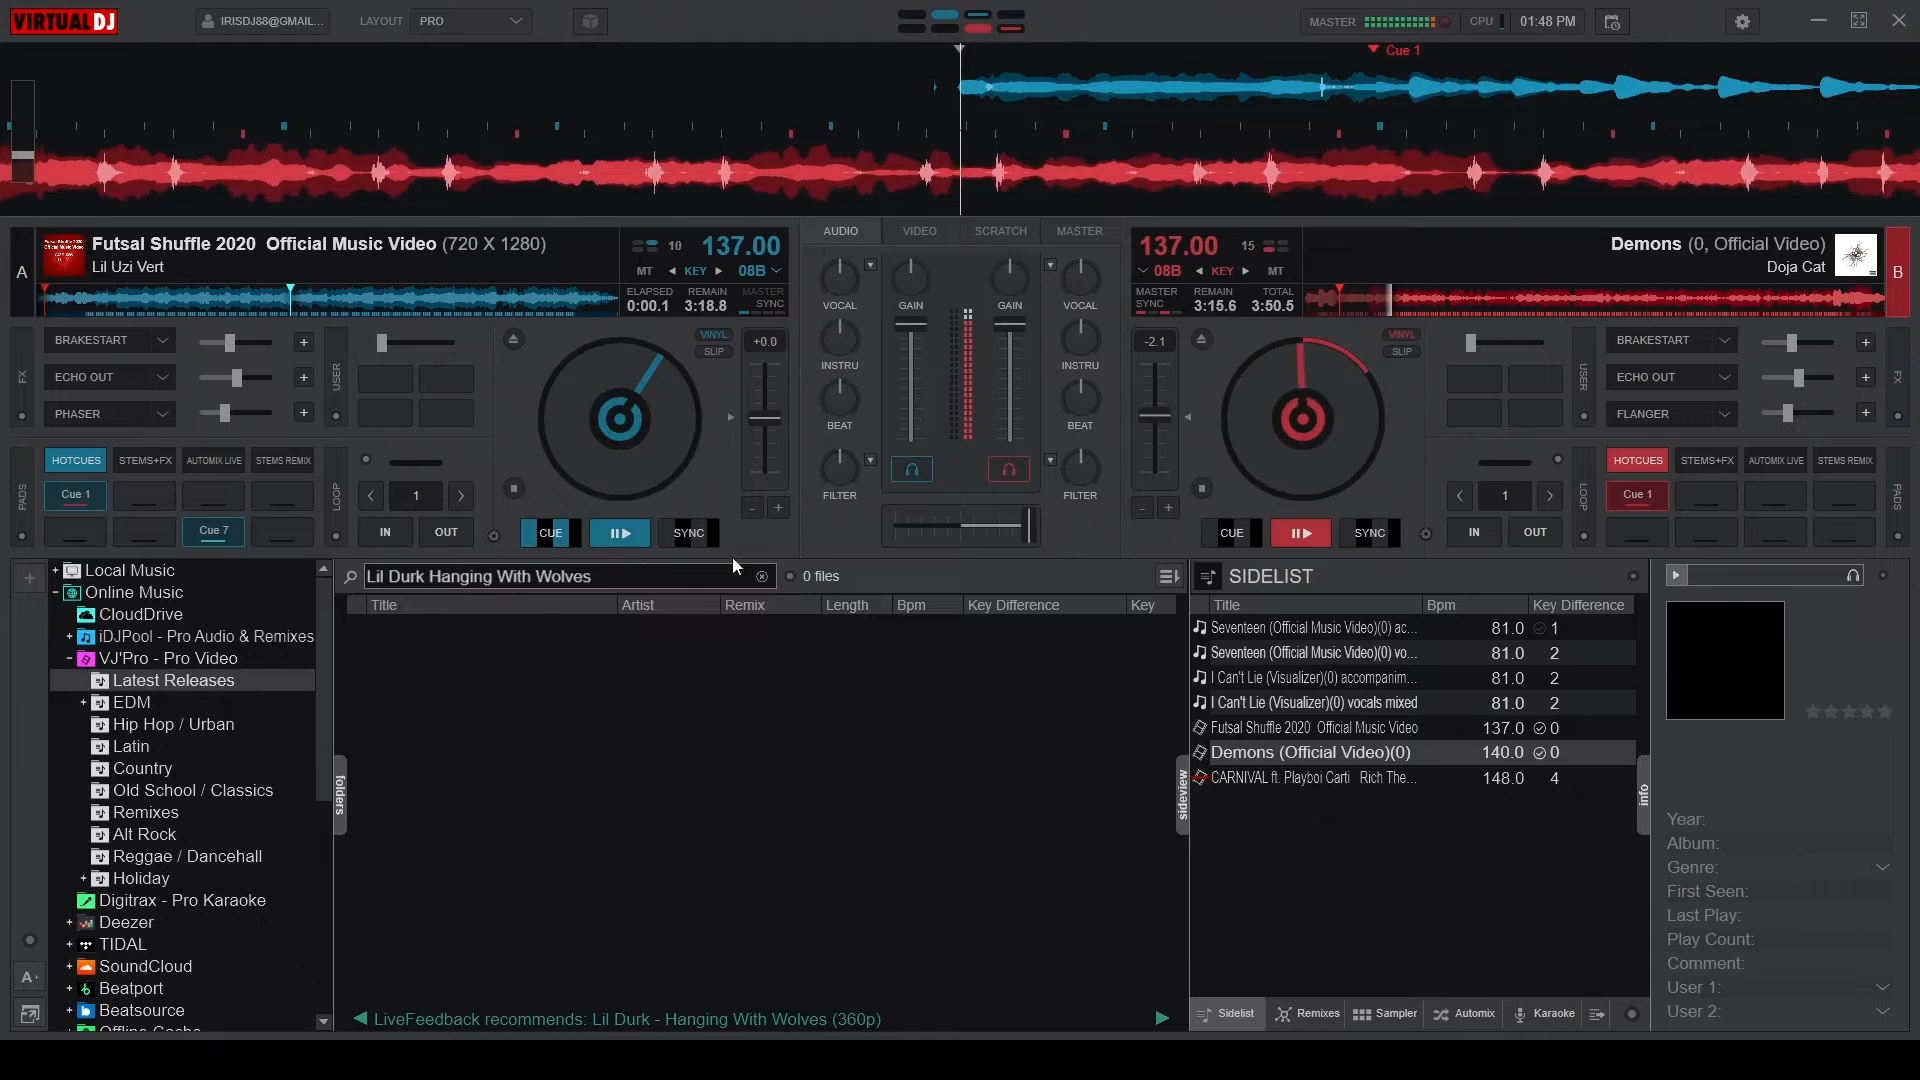 VIRTUALDJ
IRISDJ88@GMAIL...
LAYOUT
PRO
MASTER
CPU
01:48 PM
Cue 1
A
Futsal Shuffle 2020 Official Music Video (720 X 1280)
Lil Uzi Vert
10
137.00
MT
KEY
08B
ELAPSED
0:00.1
REMAIN
3:18.8
MASTER
SYNC
AUDIO
VIDEO
SCRATCH
MASTER
VOCAL
GAIN
GAIN
VOCAL
INSTRU
INSTRU
BEAT
BEAT
FILTER
FILTER
137.00
15
08B
KEY
MT
MASTER
SYNC
REMAIN
3:15.6
TOTAL
3:50.5
Demons (0, Official Video)
Doja Cat
B
FX
BRAKESTART
+
ECHO OUT
+
PHASER
+
USER
VINYL
SLIP
+0.0
-2.1
VINYL
SLIP
USER
BRAKESTART
+
ECHO OUT
+
FLANGER
+
FX
PADS
HOTCUES
STEMS+FX
AUTOMIX LIVE
STEMS REMIX
Cue 1
Cue 7
LOOP
1
IN
OUT
CUE
SYNC
- +
- +
CUE
SYNC
1
IN
OUT
LOOP
HOTCUES
STEMS+FX
AUTOMIX LIVE
STEMS REMIX
Cue 1
PADS
+
A+
+ Local Music
- Online Music
CloudDrive
+ iDJPool - Pro Audio & Remixes
- VJ'Pro - Pro Video
Latest Releases
+ EDM
Hip Hop / Urban
Latin
Country
Old School / Classics
Remixes
Alt Rock
Reggae / Dancehall
+ Holiday
Digitrax - Pro Karaoke
+ Deezer
+ TIDAL
+ SoundCloud
+ Beatport
+ Beatsource
Offline Cache
folders
Lil Durk Hanging With Wolves
0 files
Title
Artist
Remix
Length
Bpm
Key Difference
Key
LiveFeedback recommends: Lil Durk - Hanging With Wolves (360p)
sideview
SIDELIST
Title
Bpm
Key Difference
Seventeen (Official Music Video)(0) ac... 81.0 1
Seventeen (Official Music Video)(0) vo... 81.0 2
I Can't Lie (Visualizer)(0) accompanim... 81.0 2
I Can't Lie (Visualizer)(0) vocals mixed 81.0 2
Futsal Shuffle 2020 Official Music Video 137.0 0
Demons (Official Video)(0) 140.0 0
CARNIVAL ft. Playboi Carti Rich The... 148.0 4
Sidelist
Remixes
Sampler
Automix
Karaoke
info
Year:
Album:
Genre:
First Seen:
Last Play:
Play Count:
Comment:
User 1:
User 2: